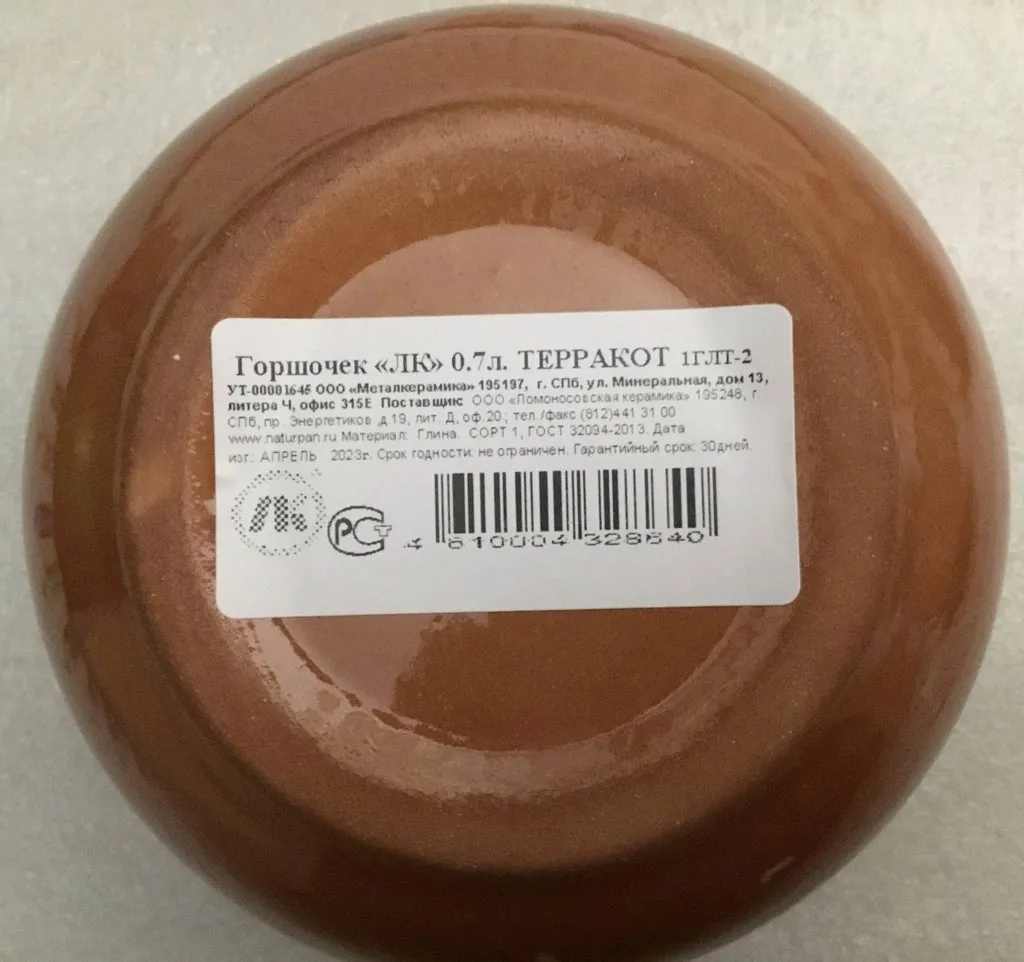 Горшочек «ЛК» 0.7л. ТЕРРАКОТ 1ГЛТ-2
УТ-00001645 ООО «Металкерамика» 195197, г. СПб, ул. Минеральная, дом 13,
литера Ч, офис 315Е Поставщик: ООО «Ломоносовская керамика» 195248, г.
СПб, пр. Энергетиков ,д.19, лит. Д, оф.20; тел./факс (812)441 31 00
www.naturpan.ru Материал: Глина. СОРТ 1, ГОСТ 32094-2013. Дата
изг.: АПРЕЛЬ 2023г. Срок годности: не ограничен. Гарантийный срок: 30дней.
ЛК
РСТ
4 610004 328640